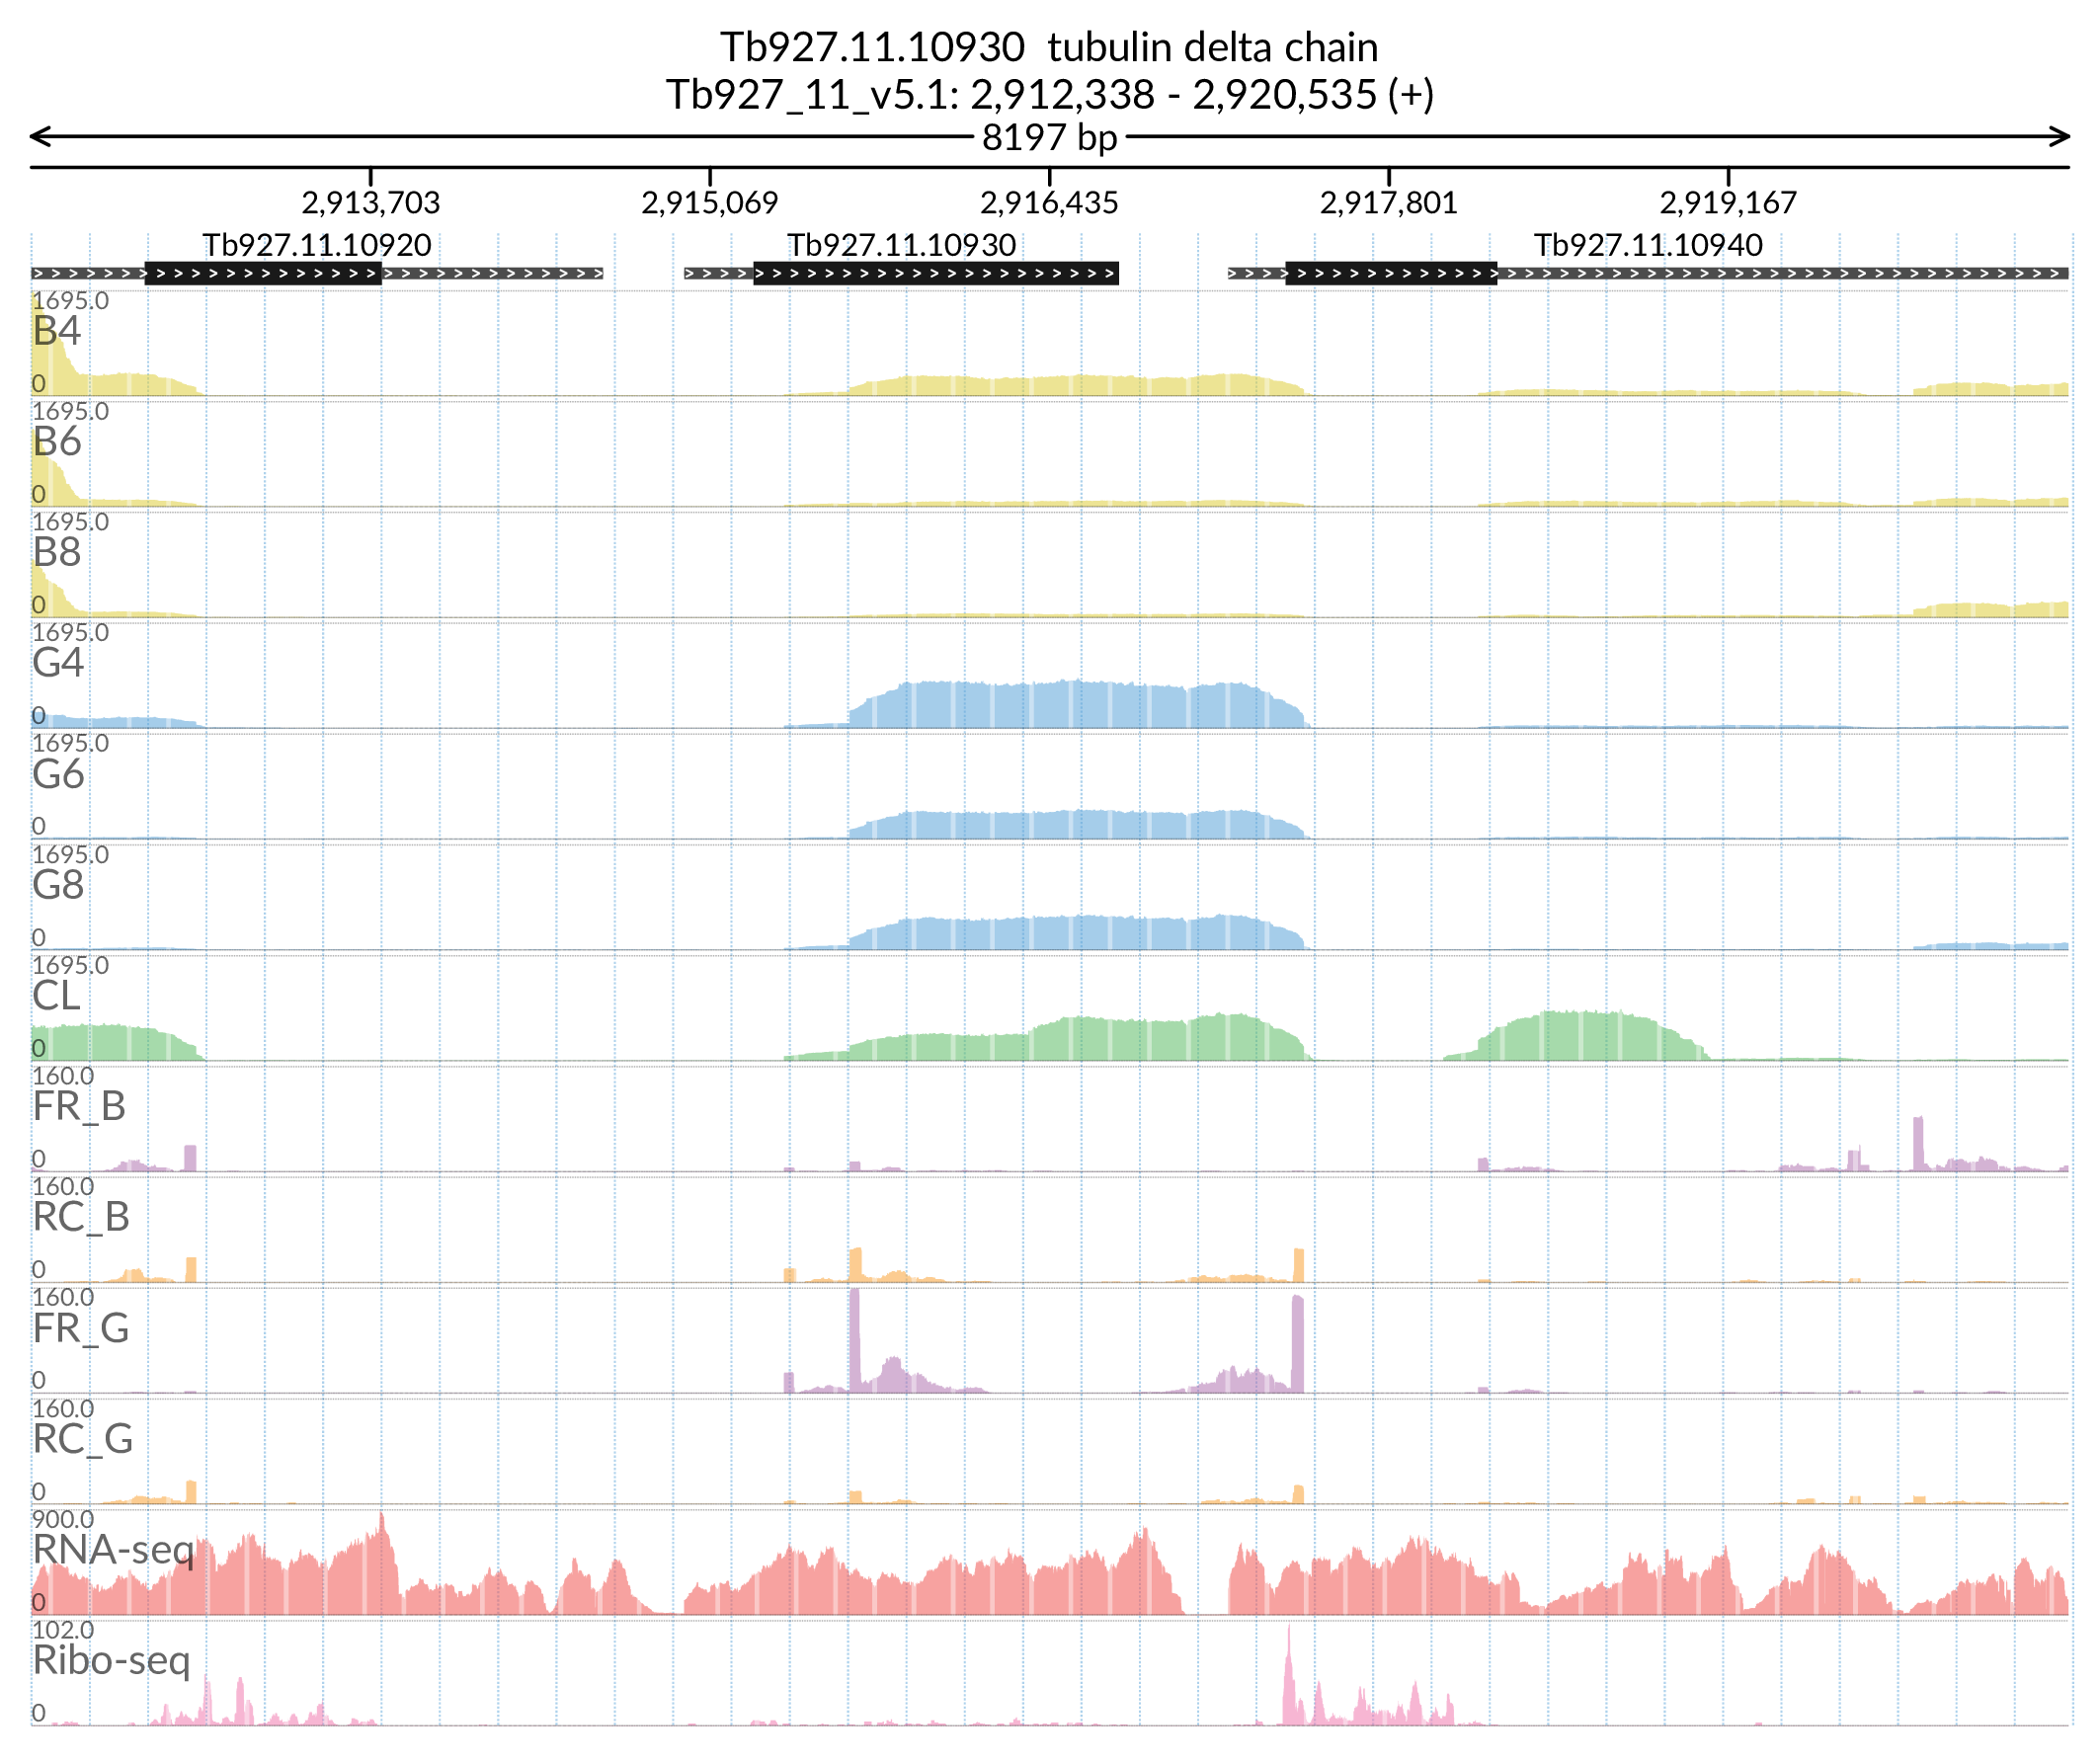 Tb927.11.10930 tubulin delta chain
Tb927_11_v5.1: 2,912,338 - 2,920,535 (+)
8197 bp
2,913,703 2,915,069 2,916,435 2,917,801 2,919,167
Tb927.11.10920 Tb927.11.10930 Tb927.11.10940
1695.0
B4
0
1695.0
B6
0
1695.0
B8
0
1695.0
G4
0
1695.0
G6
0
1695.0
G8
0
1695.0
CL
0
160.0
FR_B
0
160.0
RC_B
0
160.0
FR_G
0
160.0
RC_G
0
900.0
RNA-seq
0
102.0
Ribo-seq
0